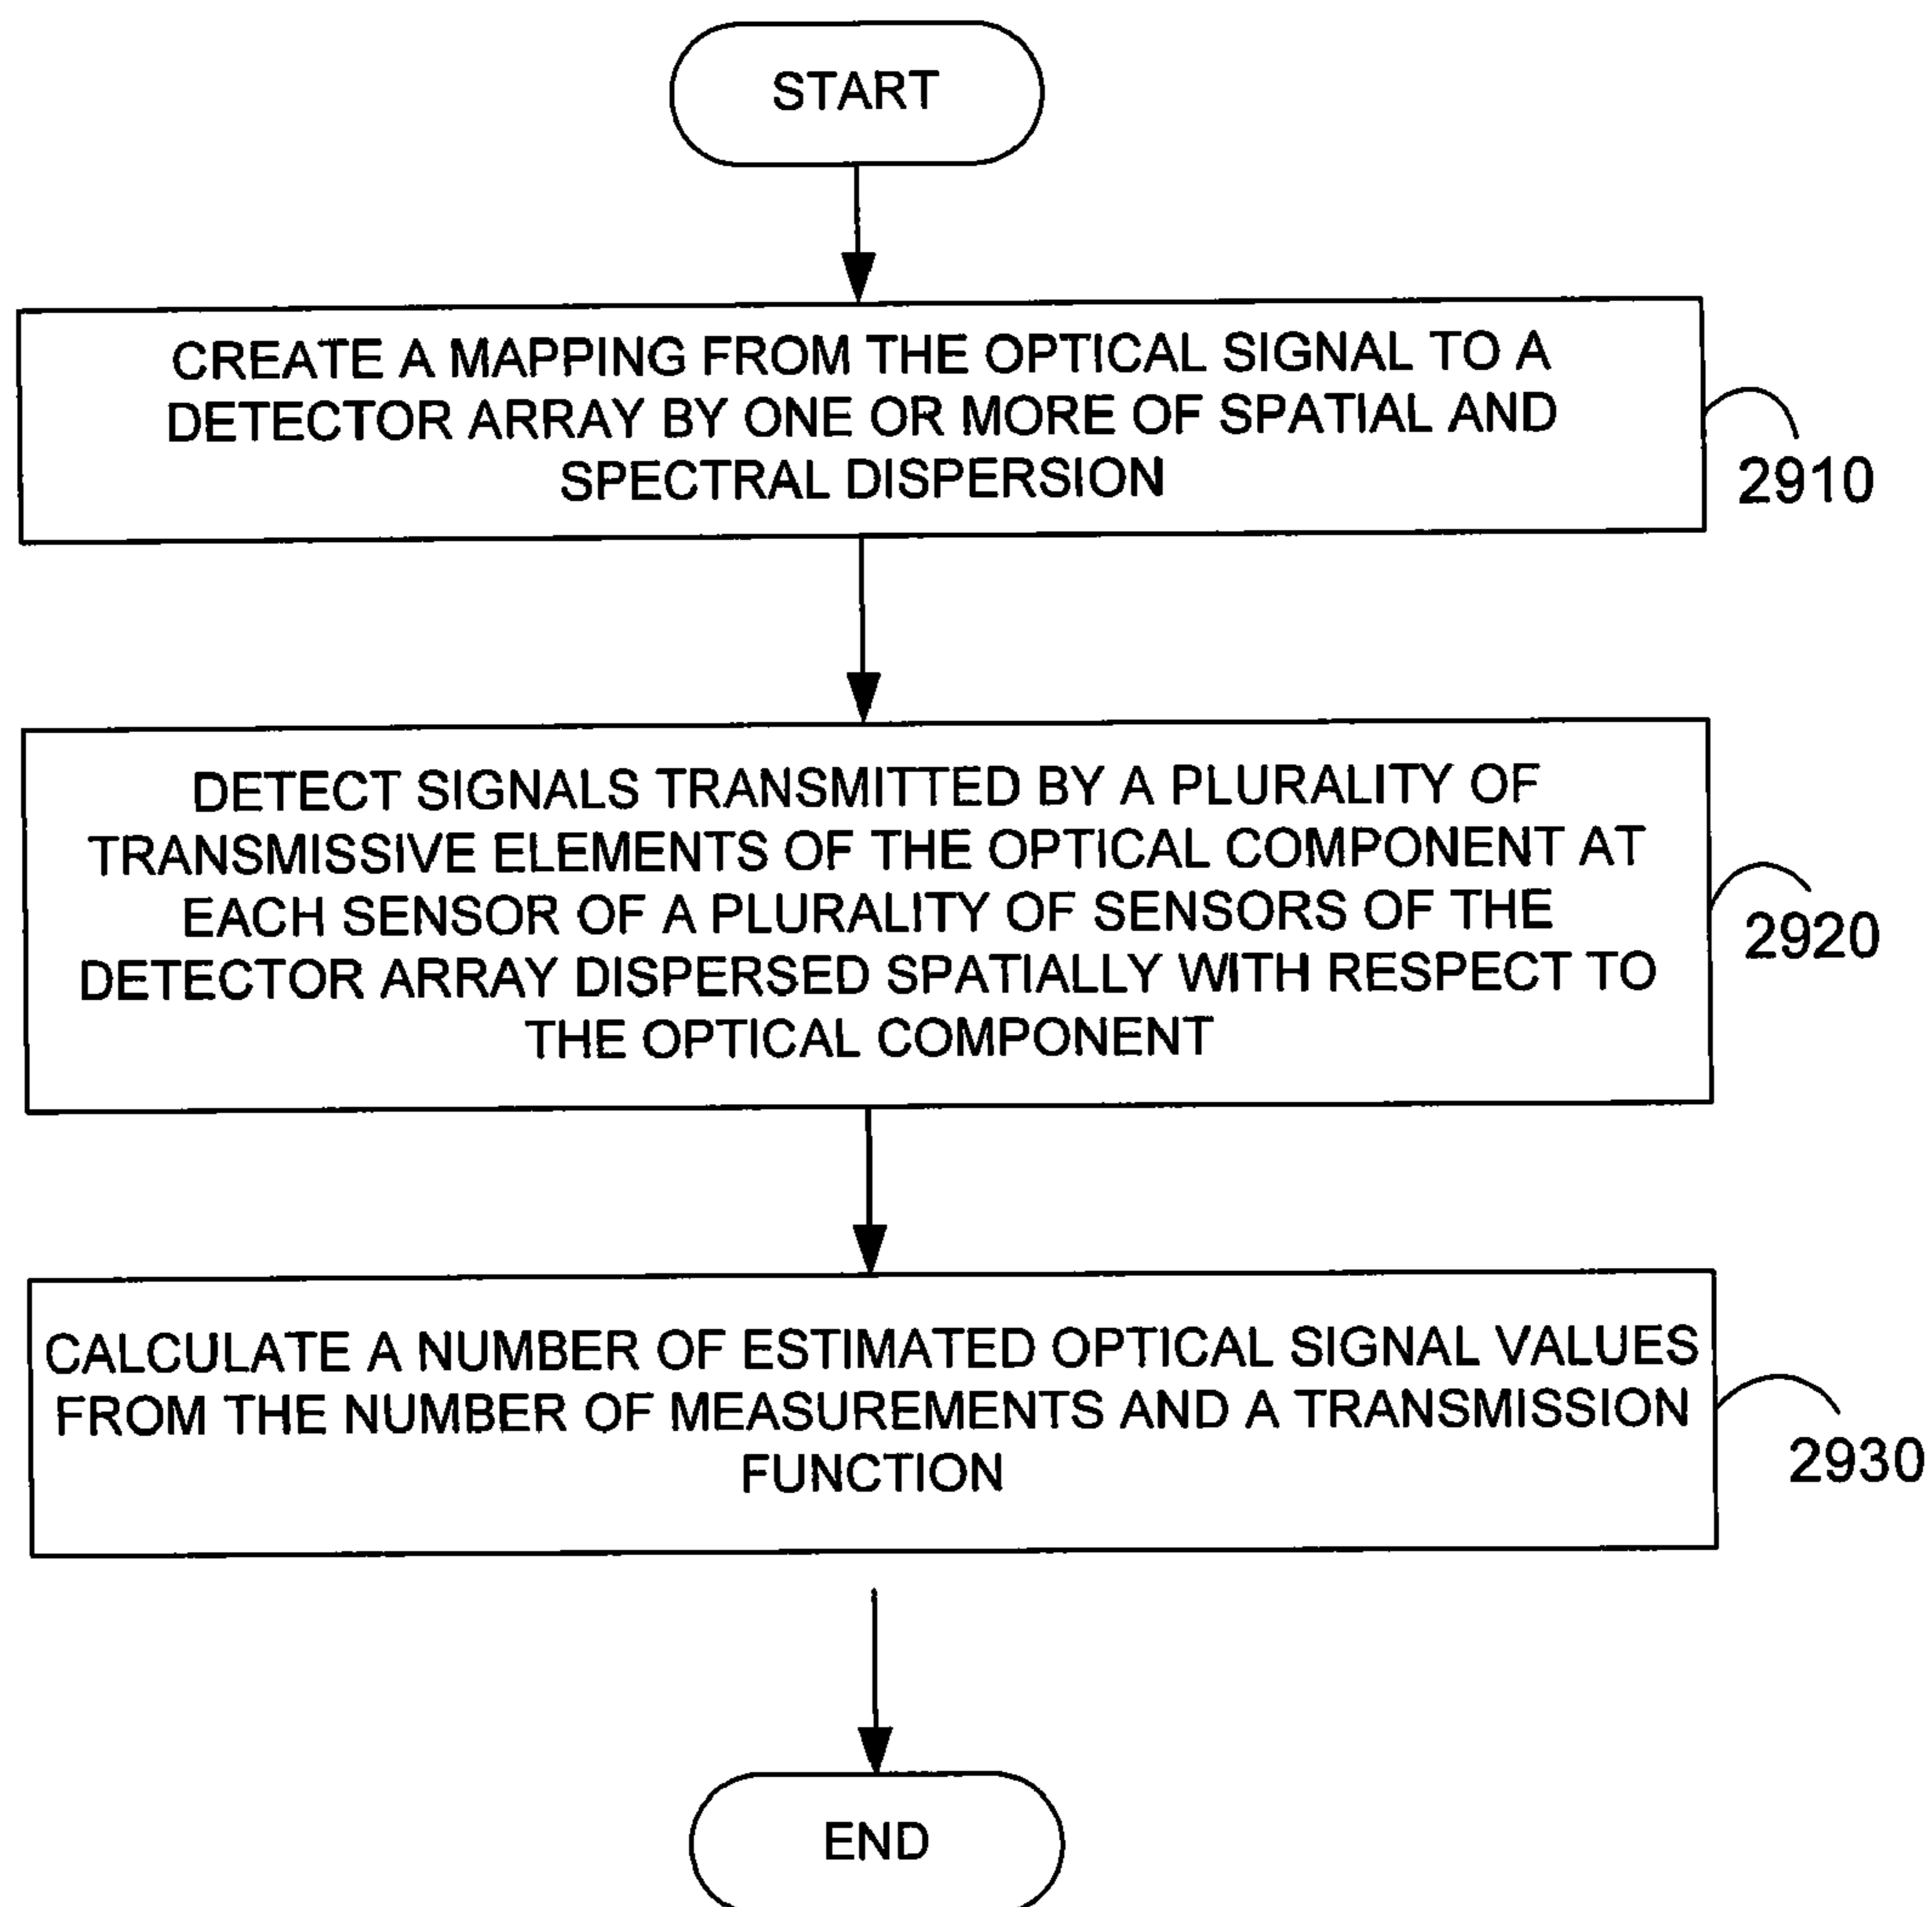 START
CREATE A MAPPING FROM THE OPTICAL SIGNAL TO A
DETECTOR ARRAY BY ONE OR MORE OF SPATIAL AND
SPECTRAL DISPERSION
2910
DETECT SIGNALS TRANSMITTED BY A PLURALITY OF
TRANSMISSIVE ELEMENTS OF THE OPTICAL COMPONENT AT
EACH SENSOR OF A PLURALITY OF SENSORS OF THE
DETECTOR ARRAY DISPERSED SPATIALLY WITH RESPECT TO
THE OPTICAL COMPONENT
2920
CALCULATE A NUMBER OF ESTIMATED OPTICAL SIGNAL VALUES
FROM THE NUMBER OF MEASUREMENTS AND A TRANSMISSION
FUNCTION
2930
END